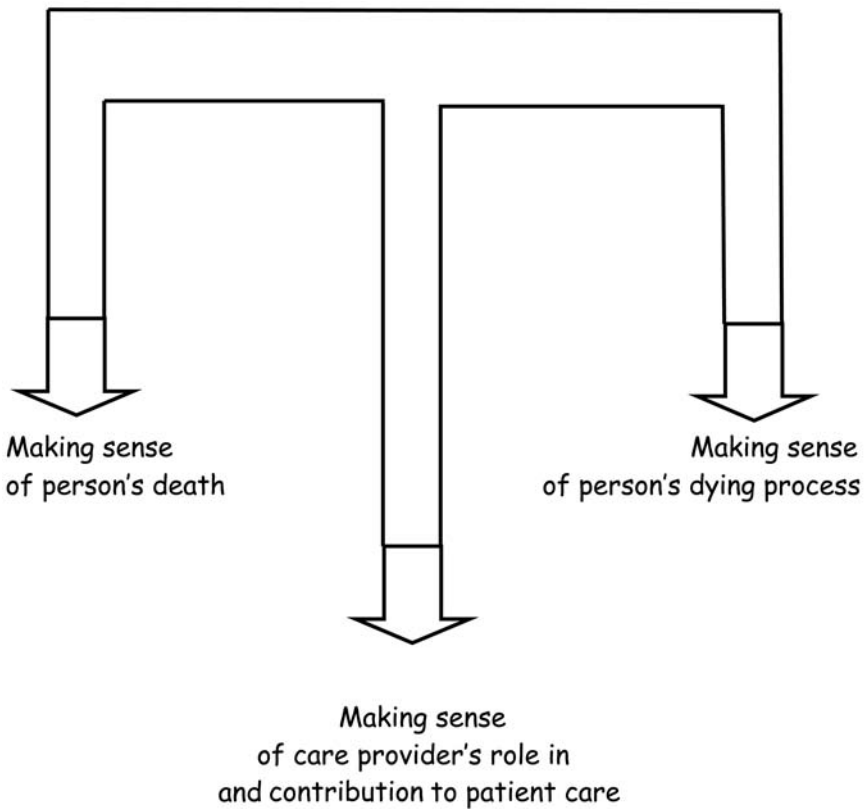 Making sense
of person's death
Making sense
of person's dying process
Making sense
of care provider's role in
and contribution to patient care